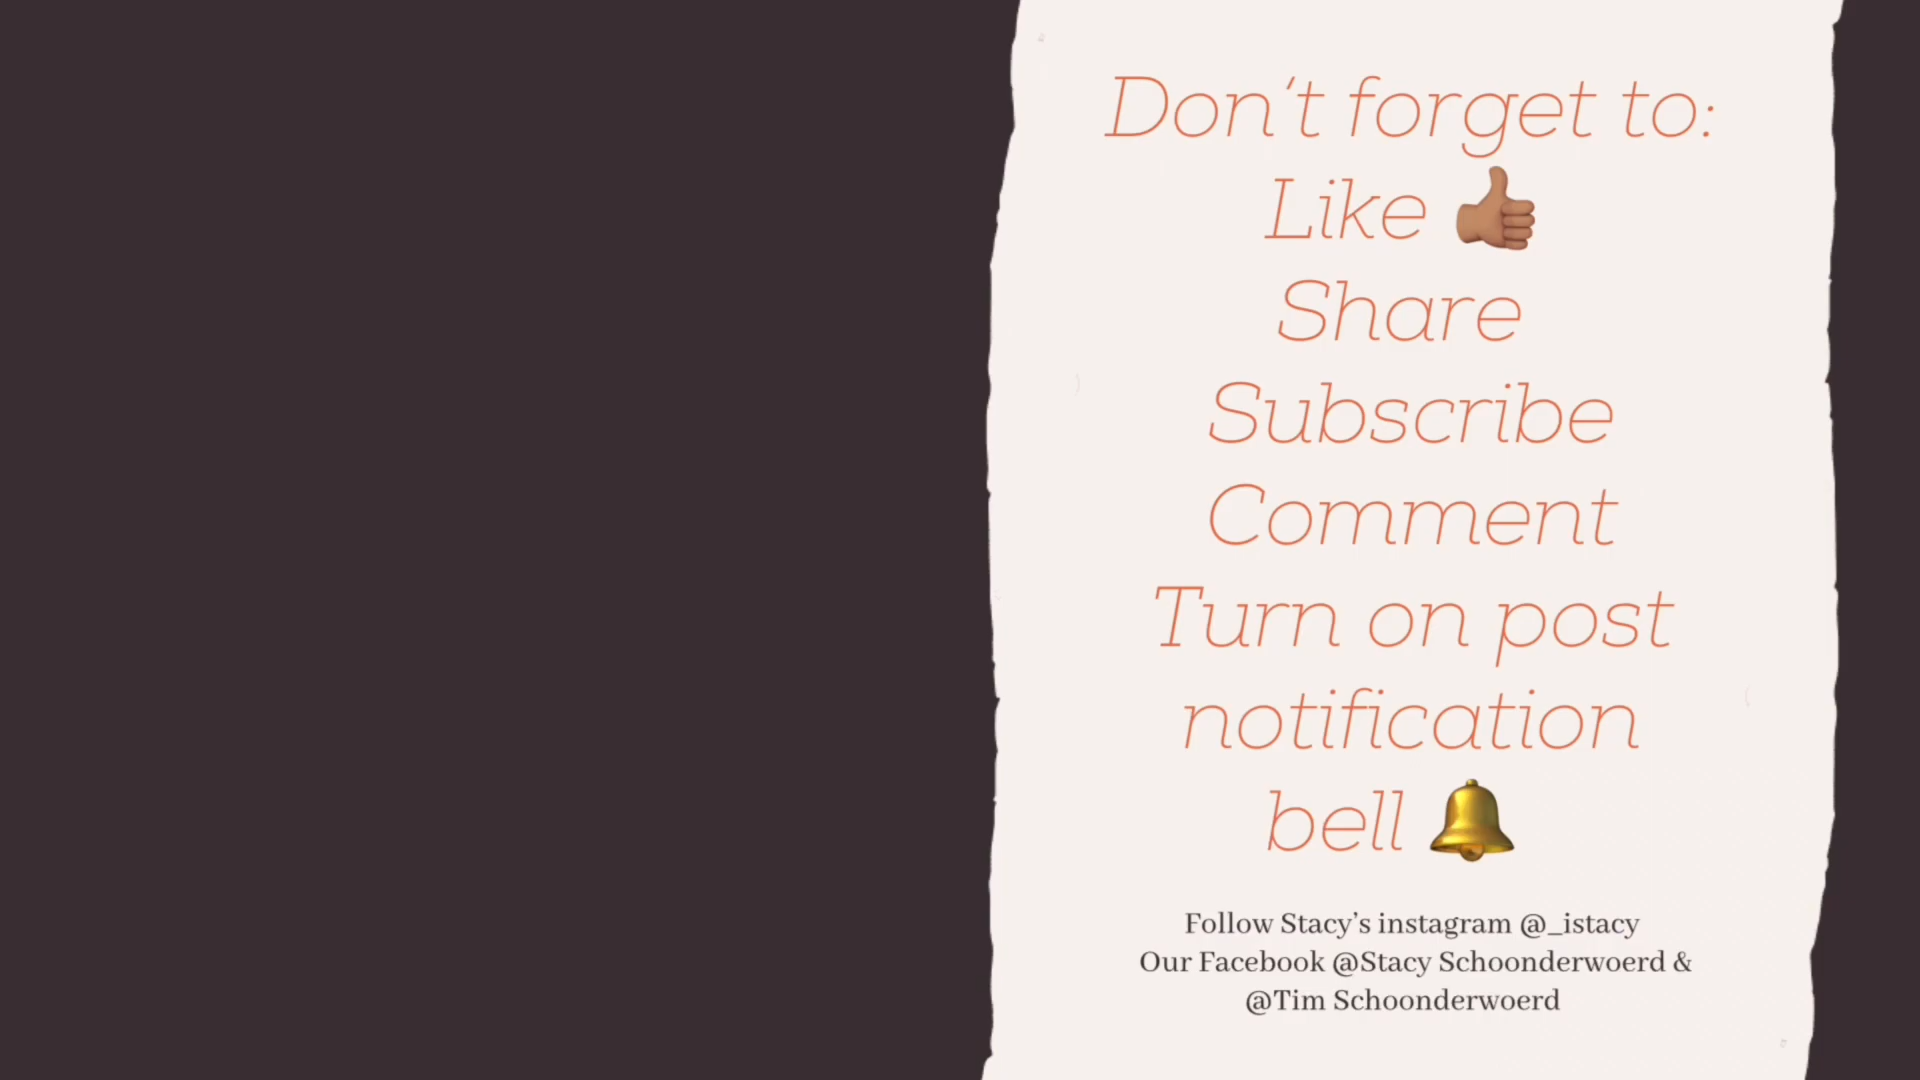 Don't forget to:
Like 👍🏽
Share
Subscribe
Comment
Turn on post
notification
bell 🔔
Follow Stacy's instagram @_istacy
Our Facebook @Stacy Schoonderwoerd &
@Tim Schoonderwoerd